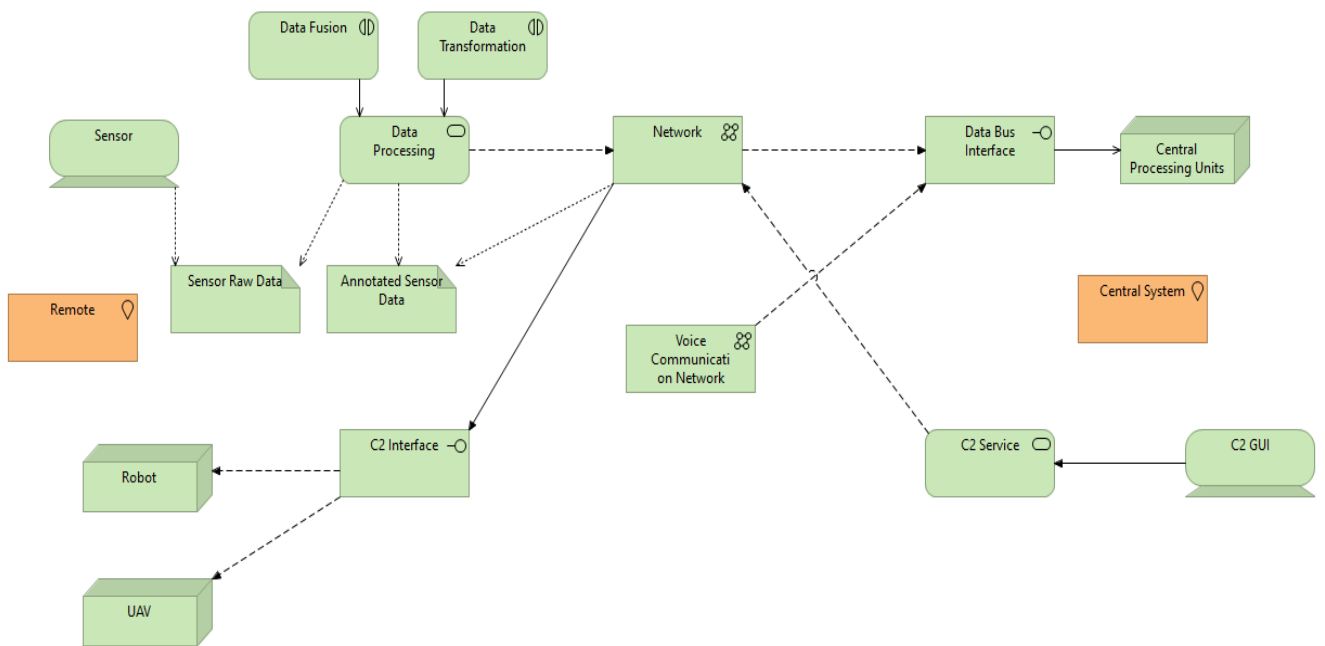 Data Fusion
Data
Transformation
Sensor
Data
Processing
Network
Data Bus
Interface
Central
Processing Units
Sensor Raw Data
Annotated Sensor
Data
Remote
Central System
Voice
Communicati
on Network
C2 Interface
C2 Service
C2 GUI
Robot
UAV